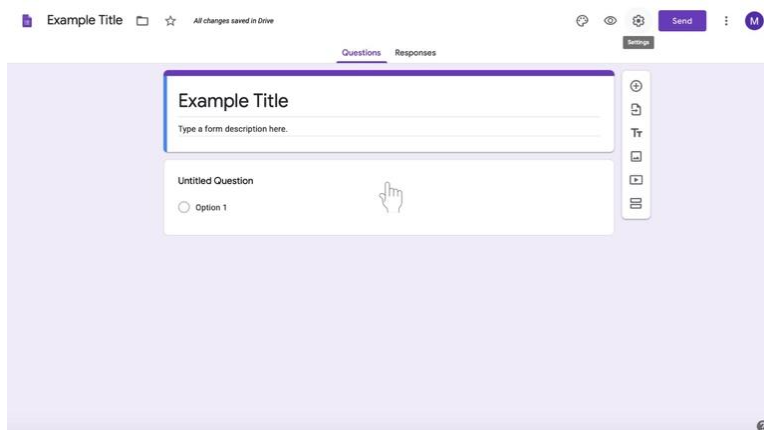 Example Title
All changes saved in Drive
Send
M
Settings
Questions
Responses
Example Title
Type a form description here.
Tт
Untitled Question
Option 1